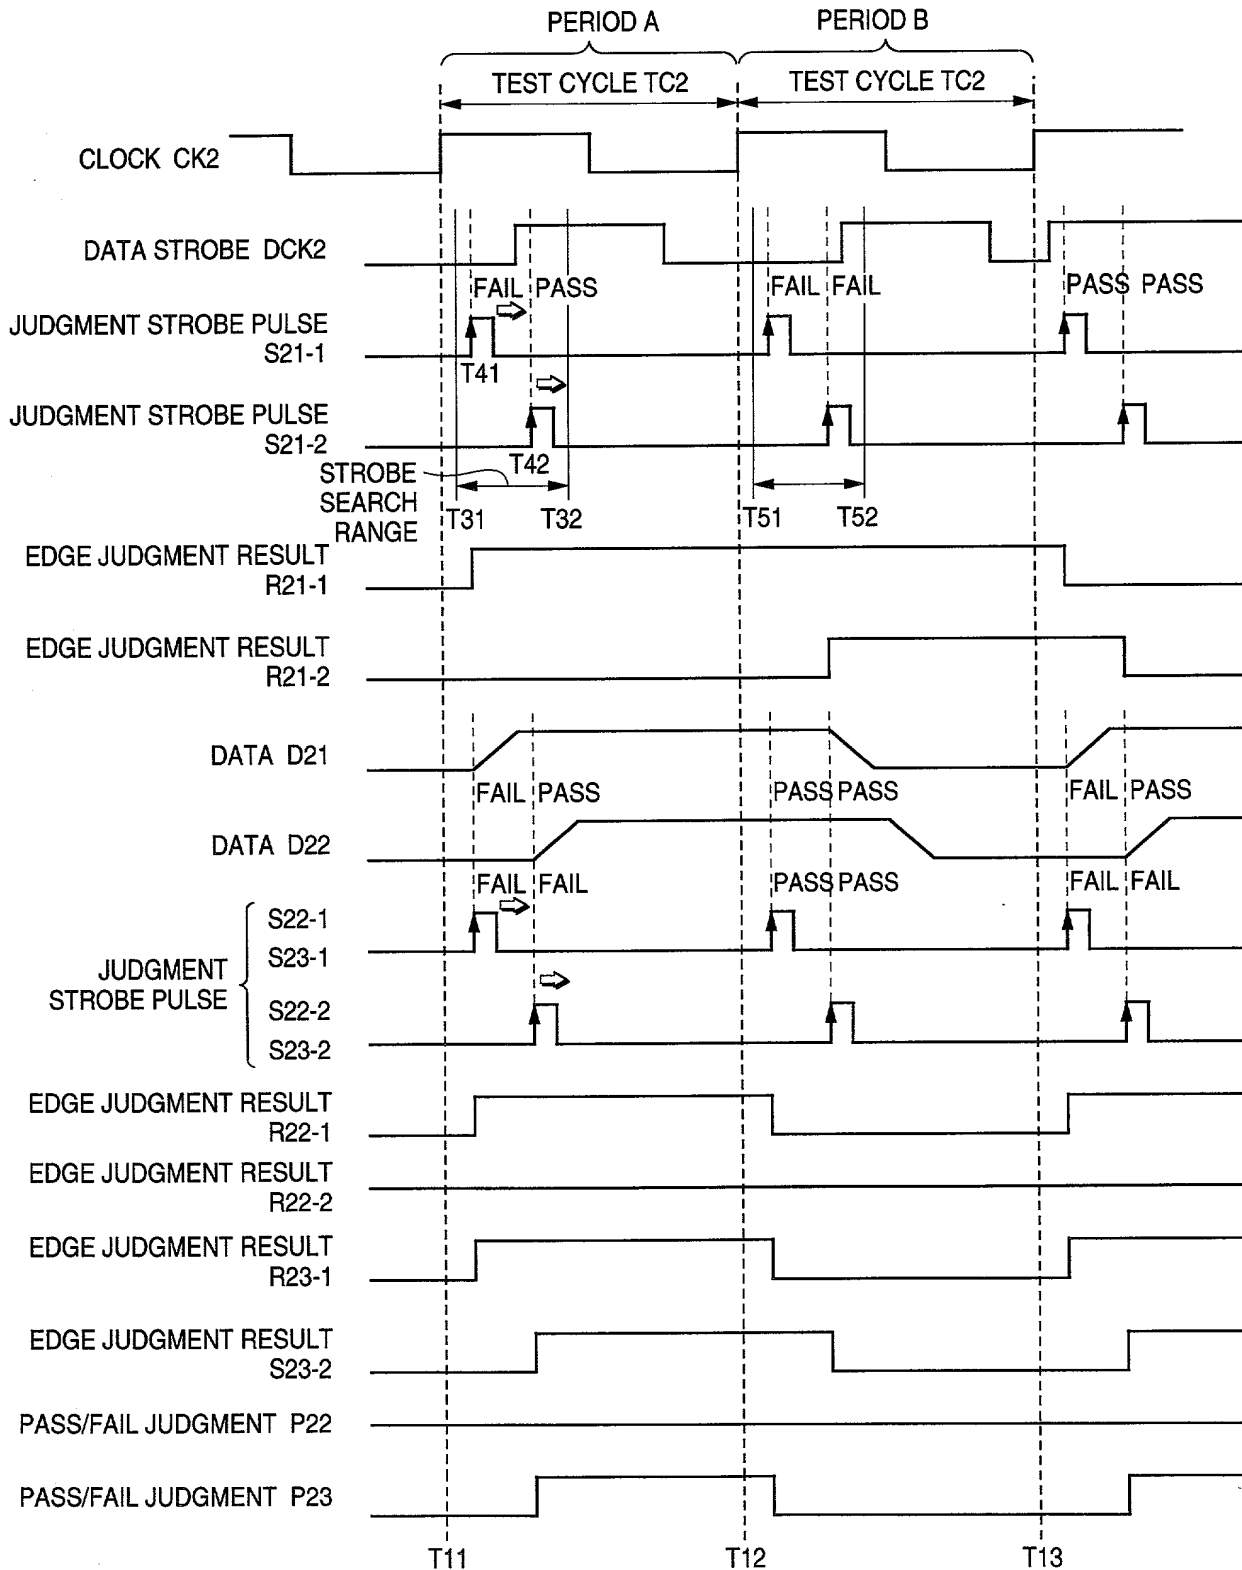 PERIOD A
PERIOD B
TEST CYCLE TC2
TEST CYCLE TC2
CLOCK CK2
DATA STROBE DCK2
FAIL PASS
FAIL FAIL
PASS PASS
JUDGMENT STROBE PULSE
S21-1
T41
JUDGMENT STROBE PULSE
S21-2
T42
STROBE
SEARCH
RANGE
T31
T32
T51
T52
EDGE JUDGMENT RESULT
R21-1
EDGE JUDGMENT RESULT
R21-2
DATA D21
FAIL PASS
PASS PASS
FAIL PASS
DATA D22
FAIL FAIL
PASS PASS
FAIL FAIL
JUDGMENT
STROBE PULSE
S22-1
S23-1
S22-2
S23-2
EDGE JUDGMENT RESULT
R22-1
EDGE JUDGMENT RESULT
R22-2
EDGE JUDGMENT RESULT
R23-1
EDGE JUDGMENT RESULT
S23-2
PASS/FAIL JUDGMENT P22
PASS/FAIL JUDGMENT P23
T11
T12
T13